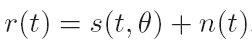 r(t) = s(t, θ) + n(t)